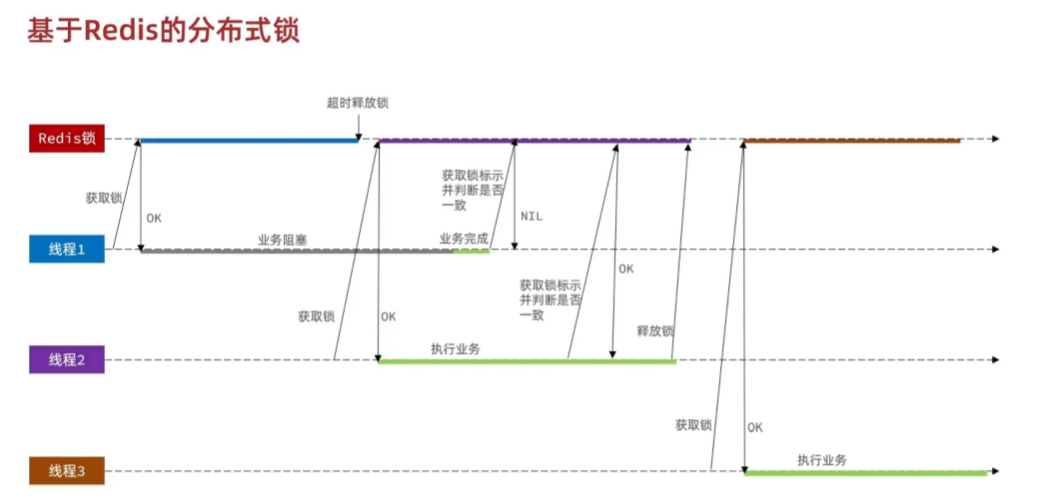 基于Redis的分布式锁
超时释放锁
Redis锁
获取锁
OK
获取锁标示
并判断是否
一致
NIL
线程1
业务阻塞
业务完成
获取锁
OK
获取锁标示
并判断是否
一致
OK
释放锁
线程2
执行业务
获取锁
OK
线程3
执行业务